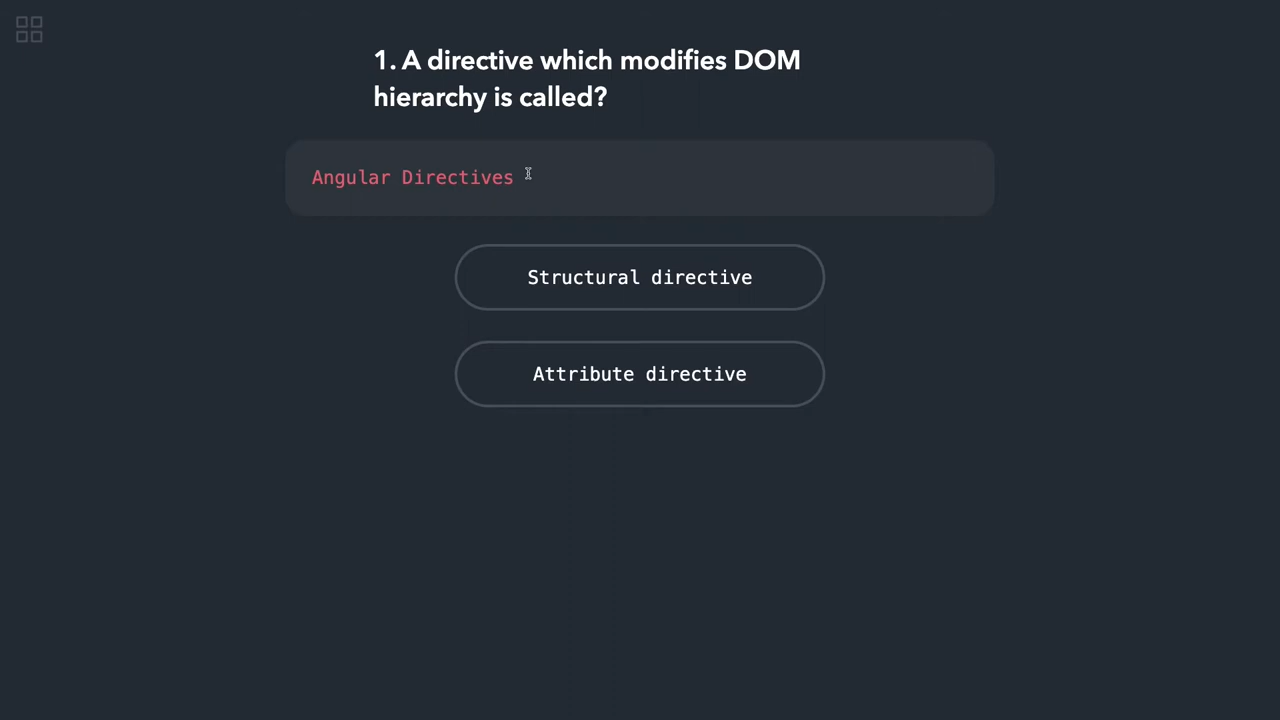 1. A directive which modifies DOM
hierarchy is called?
Angular Directives
Structural directive
Attribute directive